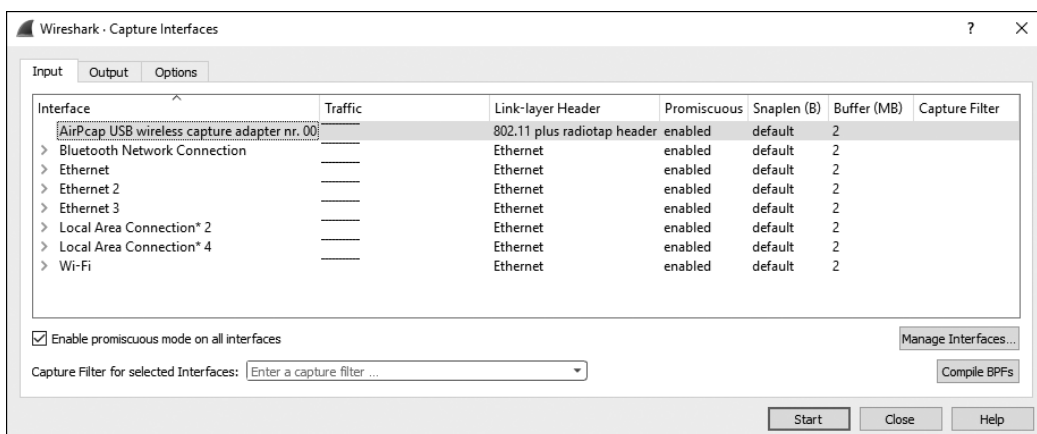 Wireshark · Capture Interfaces ? X
Input Output Options
Interface Traffic Link-layer Header Promiscuous Snaplen (B) Buffer (MB) Capture Filter
AirPcap USB wireless capture adapter nr. 00 802.11 plus radiotap header enabled default 2
> Bluetooth Network Connection Ethernet enabled default 2
> Ethernet Ethernet enabled default 2
> Ethernet 2 Ethernet enabled default 2
> Ethernet 3 Ethernet enabled default 2
> Local Area Connection* 2 Ethernet enabled default 2
> Local Area Connection* 4 Ethernet enabled default 2
> Wi-Fi Ethernet enabled default 2
Enable promiscuous mode on all interfaces Manage Interfaces...
Capture Filter for selected Interfaces: Enter a capture filter ... Compile BPFs
Start Close Help